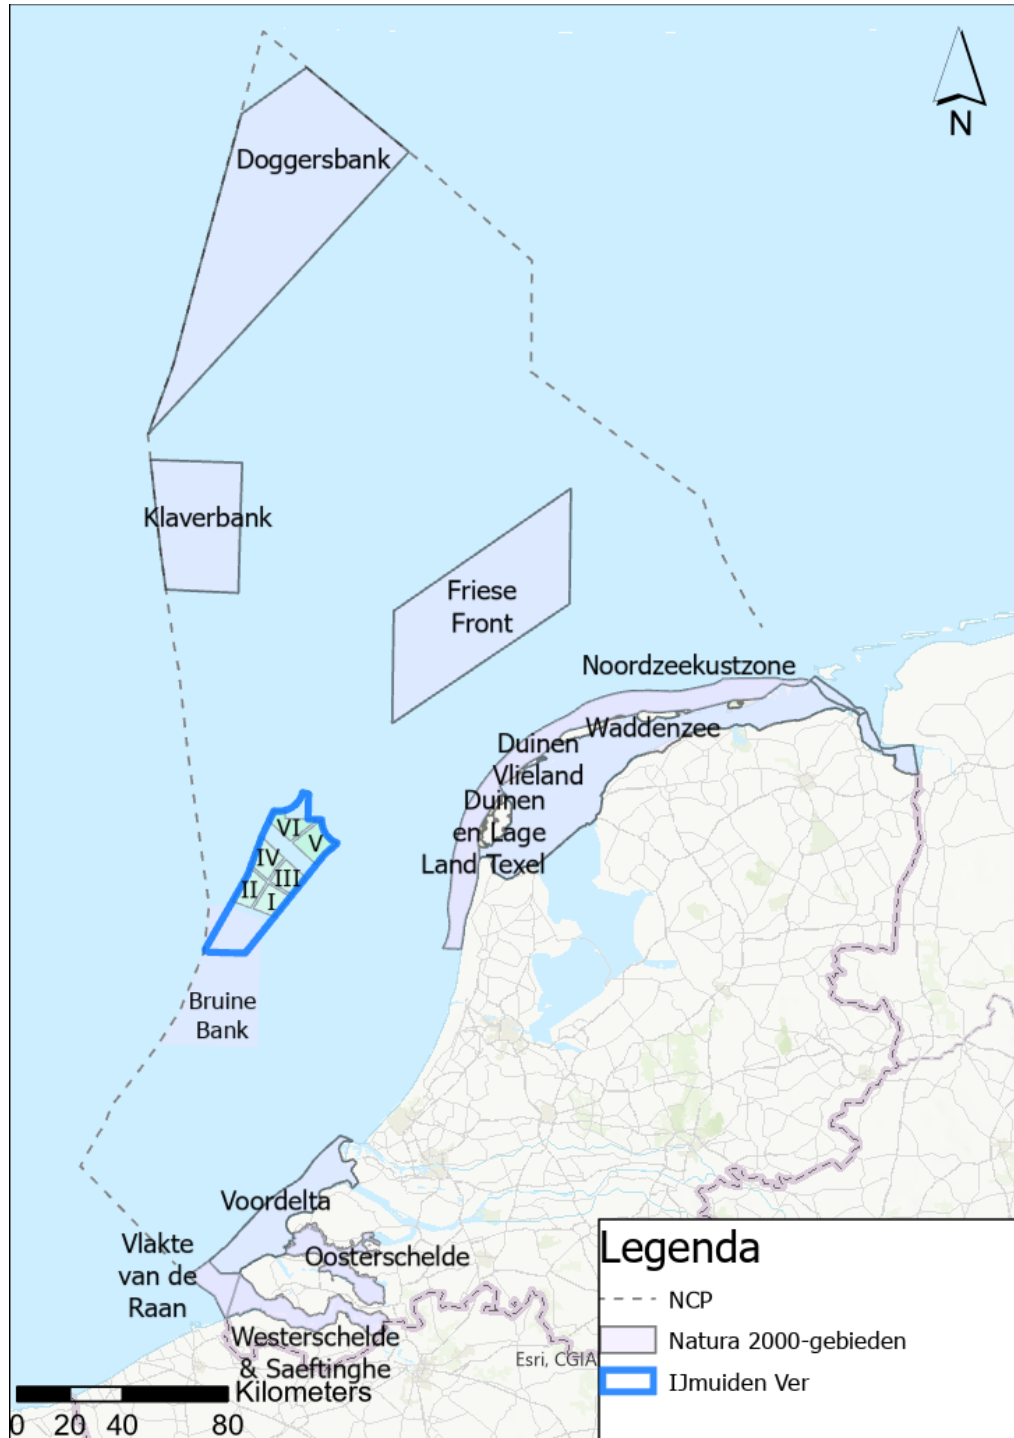 N
Doggersbank
Klaverbank
Friese
Front
Noordzeekustzone
Waddenzee
Duinen
Vlieland
Duinen
en Lage
Land Texel
VI
V
IV
III
II
I
Bruine
Bank
Voordelta
Vlakte
van de
Raan
Oosterschelde
Westerschelde
& Saeftinghe
Esri, CGIA
Kilometers
0 20 40 80
Legenda
NCP
Natura 2000-gebieden
IJmuiden Ver